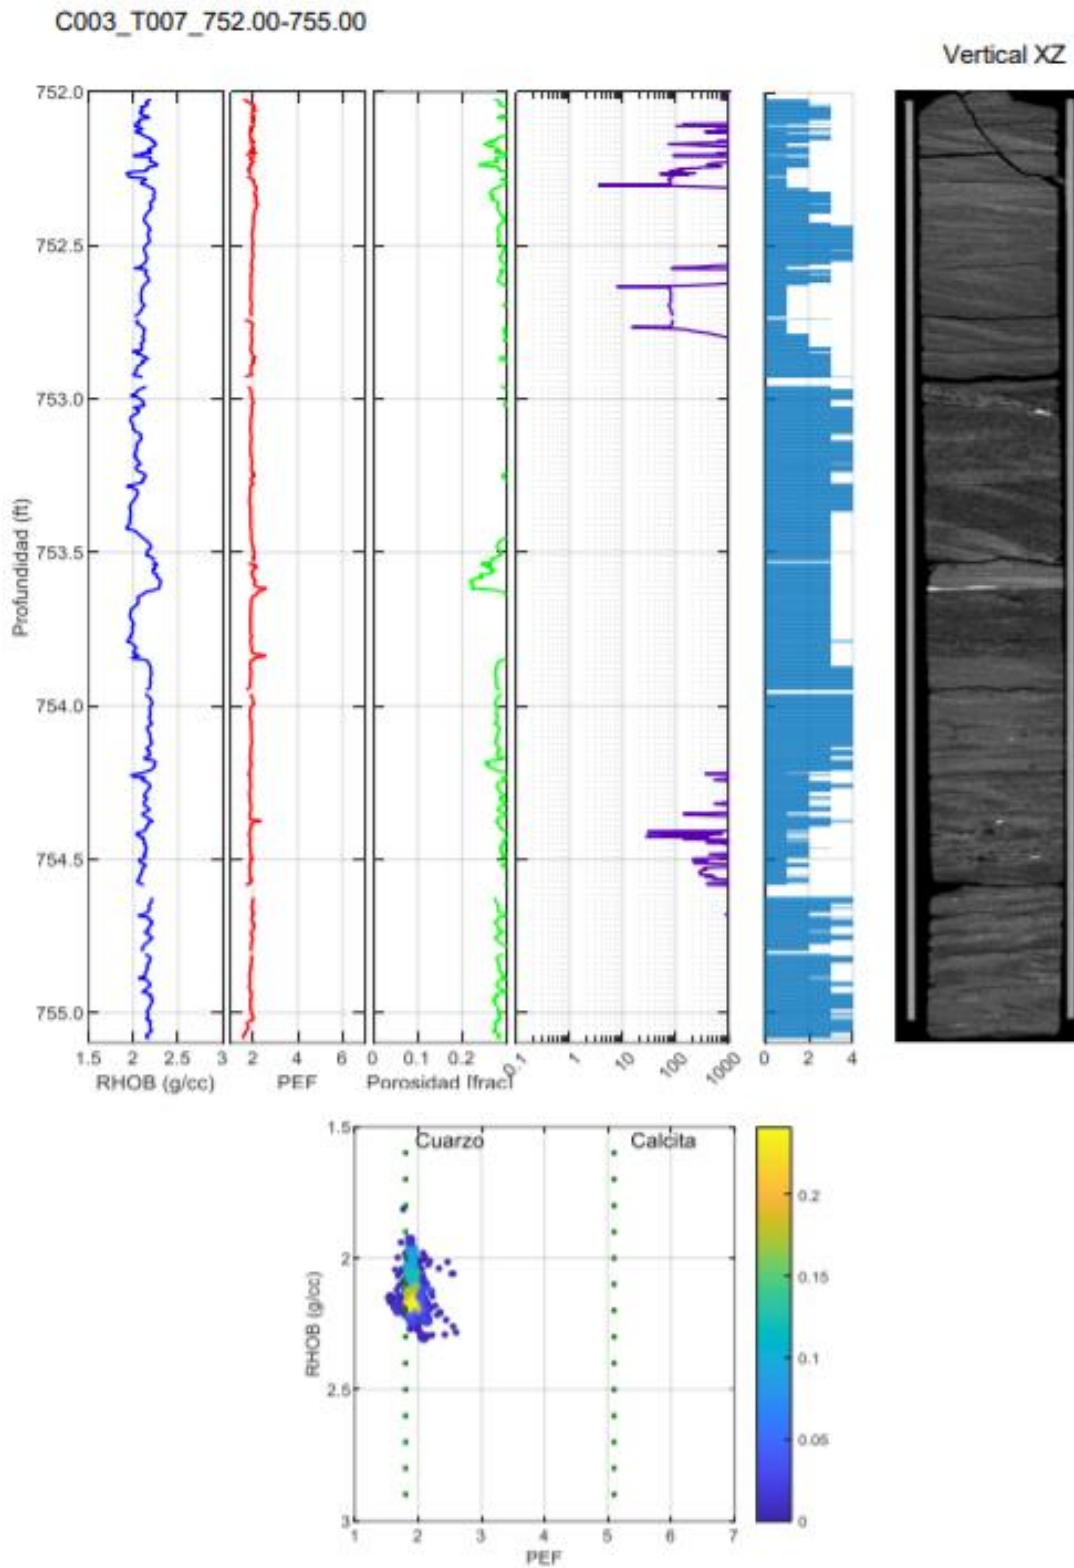 C003_T007_752.00-755.00
Vertical XZ
752.0
752.5
753.0
753.5
754.0
754.5
755.0
Profundidad (ft)
1.5 2 2.5 3 2 4 6 0 0.2 0.1 1 10 100 1000 0 2 4
RHOB (g/cc) PEF Porosidad [frac]
Cuarzo Calcita
1.5
2
2.5
3
RHOB (g/cc)
1 2 3 4 5 6 7
PEF
0.2
0.15
0.1
0.05
0